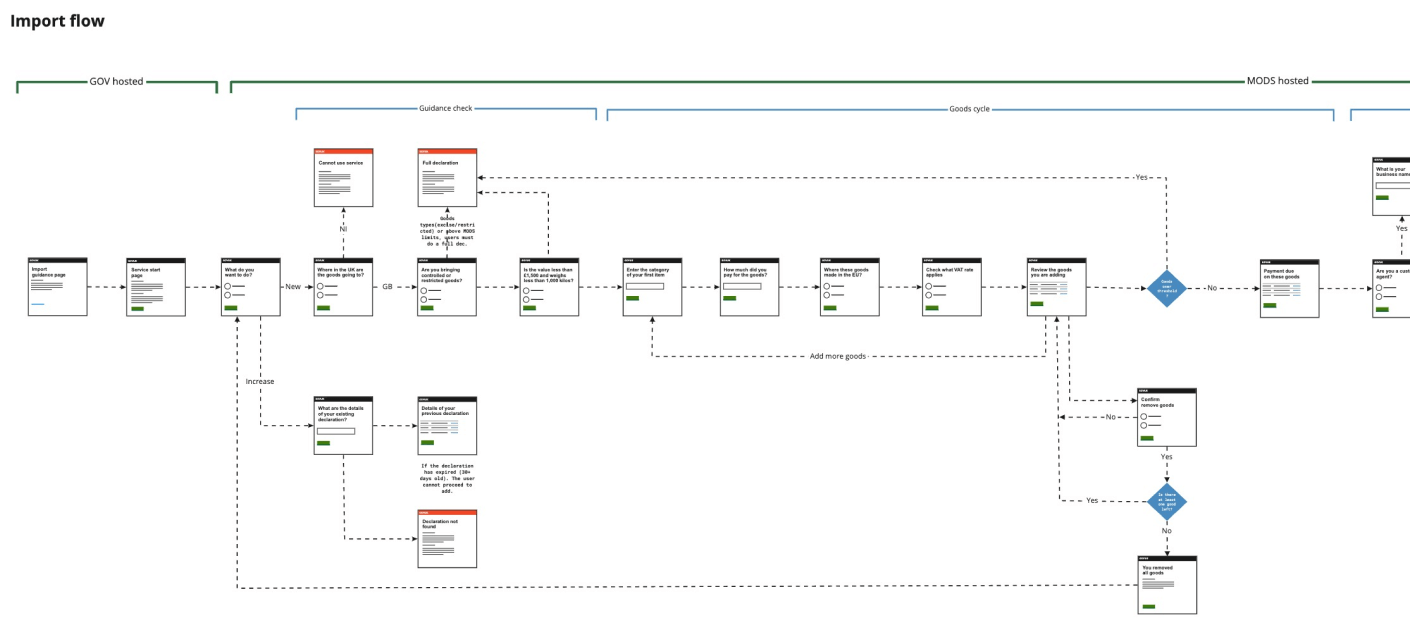 Import flow
GOV hosted
MODS hosted
Guidance check
Goods cycle
Cannot use service
Full declaration
What is your
business name
Yes
NI
Goods
types(excise/restri
cted) or above MODS
limits, users must
do a full dec.
Yes
Import
guidance page
Service start
page
What do you
want to do?
New
Where in the UK are
the goods going to?
GB
Are you bringing
controlled or
restricted goods?
Is the value less than
£1,500 and weighs
less than 1,000 kilos?
Enter the category
of your first item
How much did you
pay for the goods?
Where these goods
made in the EU?
Check what VAT rate
applies
Review the goods
you are adding
Goods
over
threshold
?
No
Payment due
on these goods
Are you a cust
agent?
Add more goods
Increase
What are the details
of your existing
declaration?
Details of your
previous declaration
Confirm
remove goods
No
Yes
If the decleration
has expired (30+
days old). The user
cannot proceed to
add.
Is there
at least
one good
left?
Yes
No
Declaration not
found
You removed
all goods